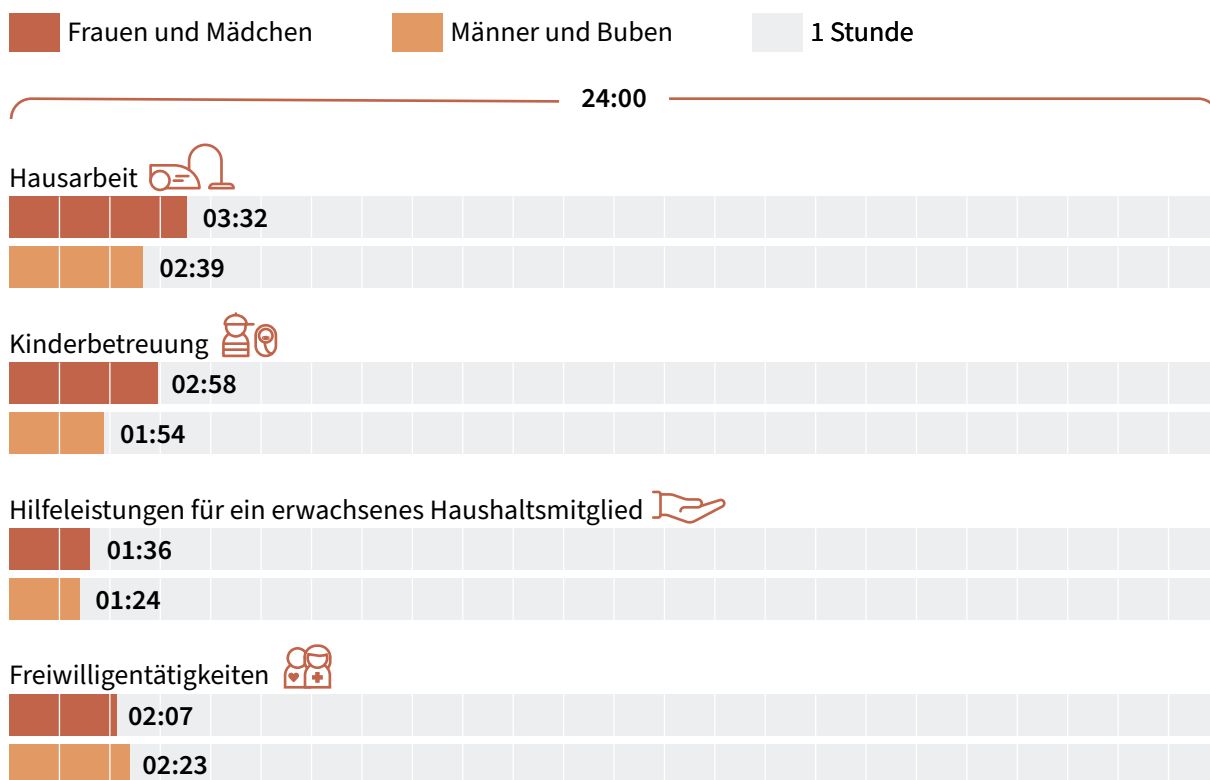 Frauen und Mädchen Männer und Buben 1 Stunde
24:00
Hausarbeit
03:32
02:39
Kinderbetreuung
02:58
01:54
Hilfeleistungen für ein erwachsenes Haushaltsmitglied
01:36
01:24
Freiwilligentätigkeiten
02:07
02:23